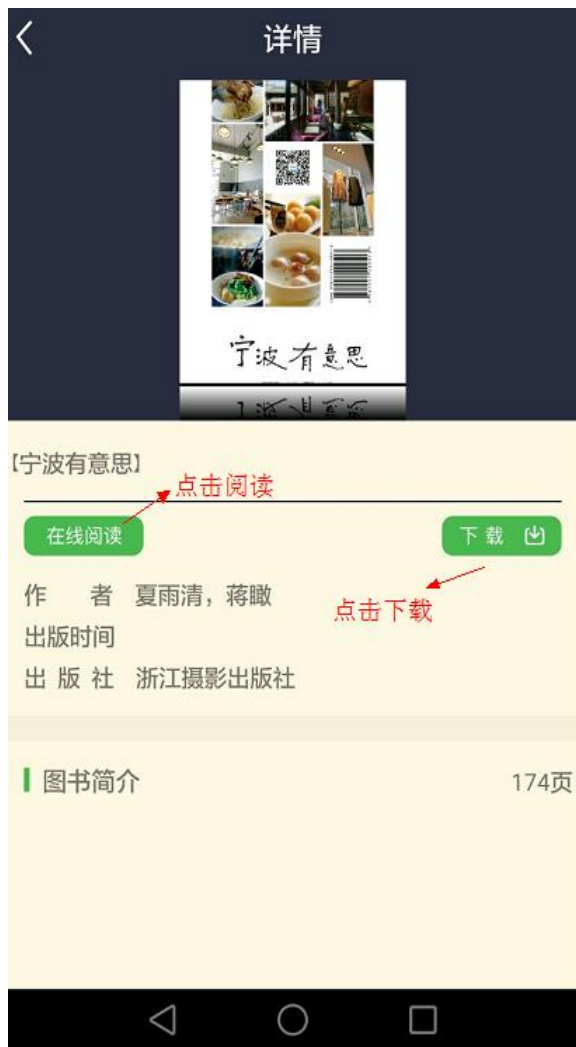 详情
宁波有意思
【宁波有意思】
点击阅读
在线阅读
下载
作 者 夏雨清，蒋瞰
点击下载
出版时间
出版社 浙江摄影出版社
图书简介
174页